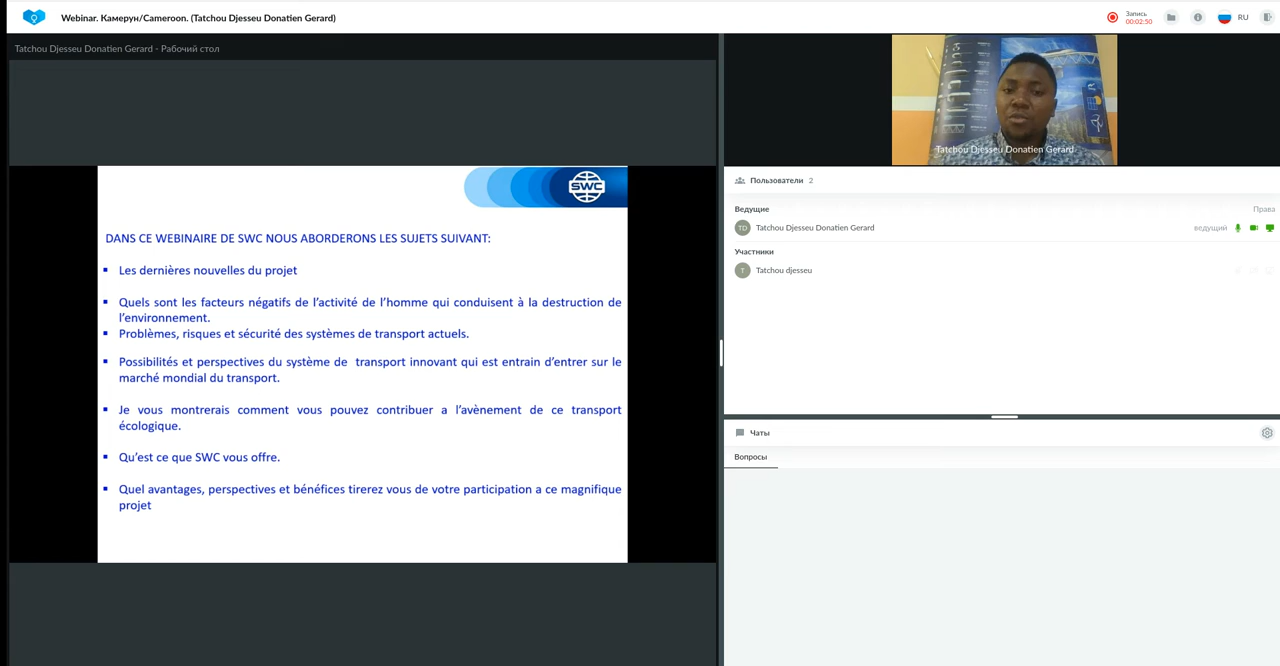 Webinar. Камерун/Cameroon. (Tatchou Djesseu Donatien Gerard)
Запись
00:02:50
RU
Tatchou Djesseu Donatien Gerard - Рабочий стол
SWC
DANS CE WEBINAIRE DE SWC NOUS ABORDERONS LES SUJETS SUIVANT:
Les dernières nouvelles du projet
Quels sont les facteurs négatifs de l'activité de l'homme qui conduisent à la destruction de
l'environnement.
Problèmes, risques et sécurité des systèmes de transport actuels.
Possibilités et perspectives du système de transport innovant qui est entrain d'entrer sur le
marché mondial du transport.
Je vous montrerais comment vous pouvez contribuer a l'avènement de ce transport
écologique.
Qu'est ce que SWC vous offre.
Quel avantages, perspectives et bénéfices tirerez vous de votre participation a ce magnifique
projet
Tatchou Djesseu Donatien Gerard
Пользователи 2
Ведущие
Права
TD
Tatchou Djesseu Donatien Gerard
ведущий
Участники
T
Tatchou djesseu
Чаты
Вопросы